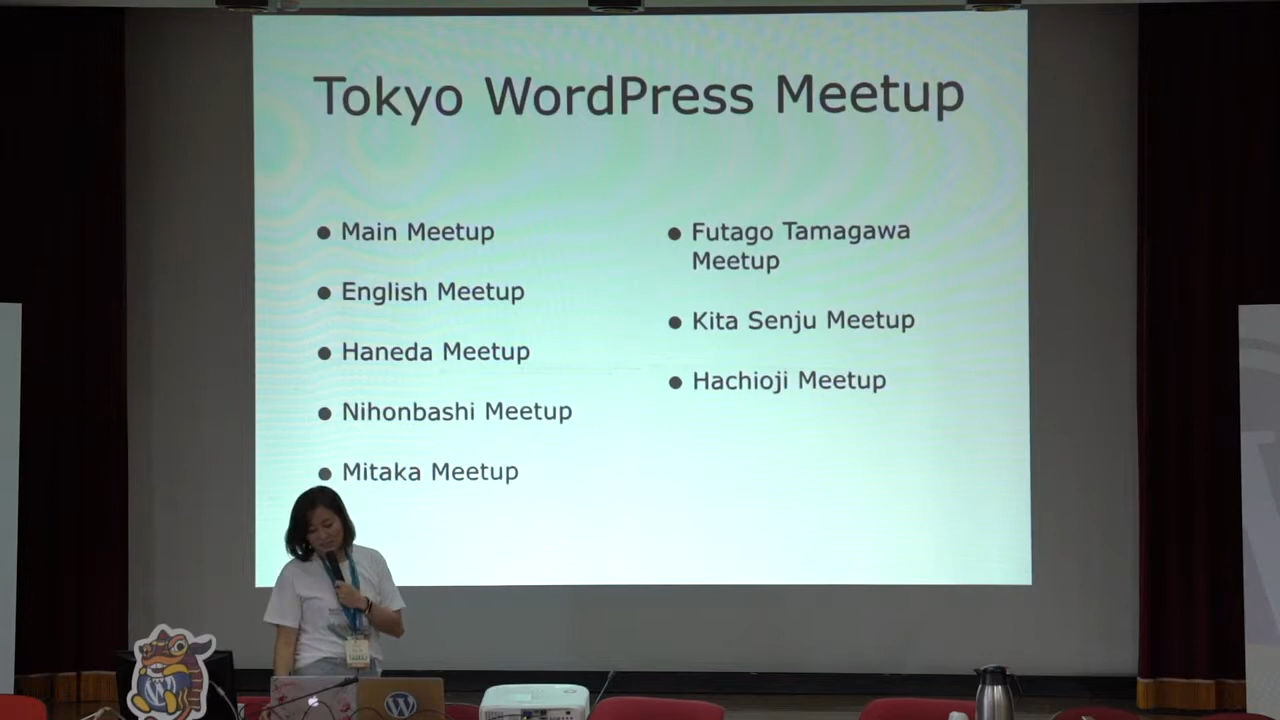 Tokyo WordPress Meetup
● Main Meetup
● English Meetup
● Haneda Meetup
● Nihonbashi Meetup
● Mitaka Meetup
● Futago Tamagawa
Meetup
● Kita Senju Meetup
● Hachioji Meetup